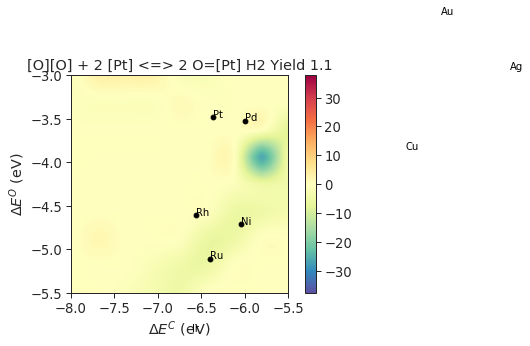 Au
[O][O] + 2 [Pt] <=> 2 O=[Pt] H2 Yield 1.1
Ag
−3.0
−3.5
−4.0
−4.5
−5.0
−5.5
ΔE^O (eV)
Pt
Pd
Cu
Rh
Ni
Ru
−8.0 −7.5 −7.0 −6.5 −6.0 −5.5
ΔE^C (eV)
Ir
30
20
10
0
−10
−20
−30